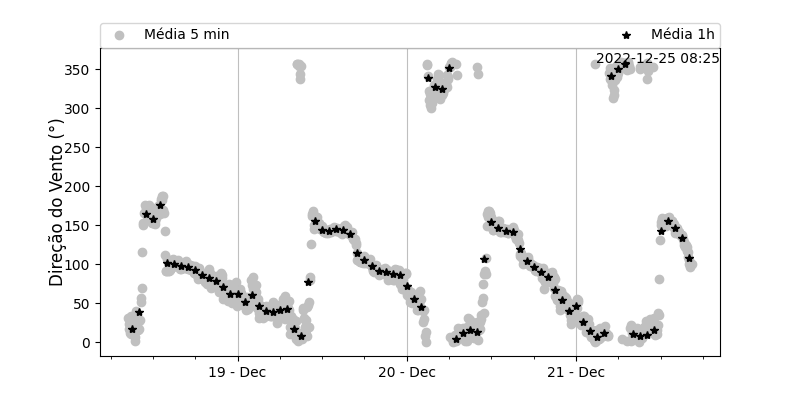 Média 5 min
Média 1h
2022-12-25 08:25
Direção do Vento (°)
350
300
250
200
150
100
50
0
19 - Dec
20 - Dec
21 - Dec